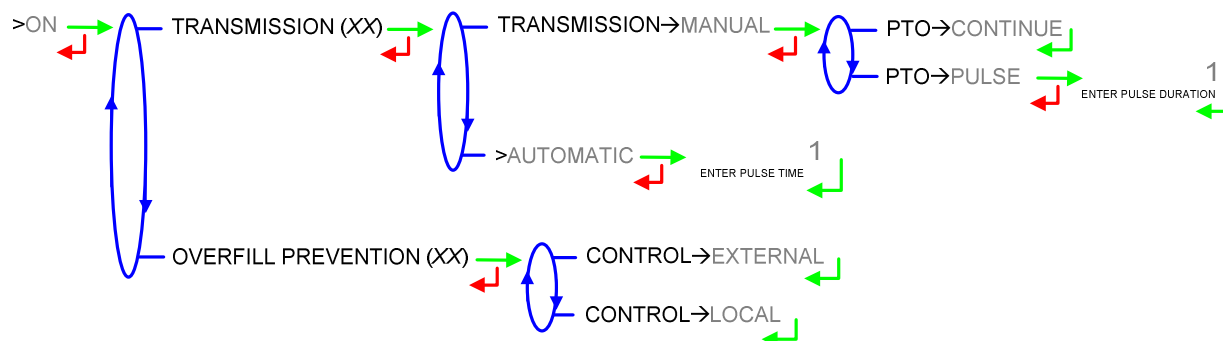 >ON TRANSMISSION (XX) TRANSMISSION→MANUAL PTO→CONTINUE
PTO→PULSE 1
ENTER PULSE DURATION
>AUTOMATIC 1
ENTER PULSE TIME
OVERFILL PREVENTION (XX) CONTROL→EXTERNAL
CONTROL→LOCAL